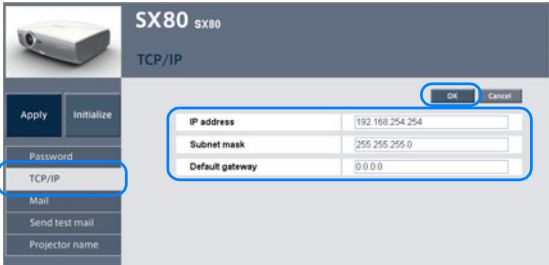 SX80 SX80
TCP/IP
OK Cancel
Apply Initialize
IP address 192.168.254.254
Subnet mask 255.255.255.0
Default gateway 0.0.0.0
Password
TCP/IP
Mail
Send test mail
Projector name